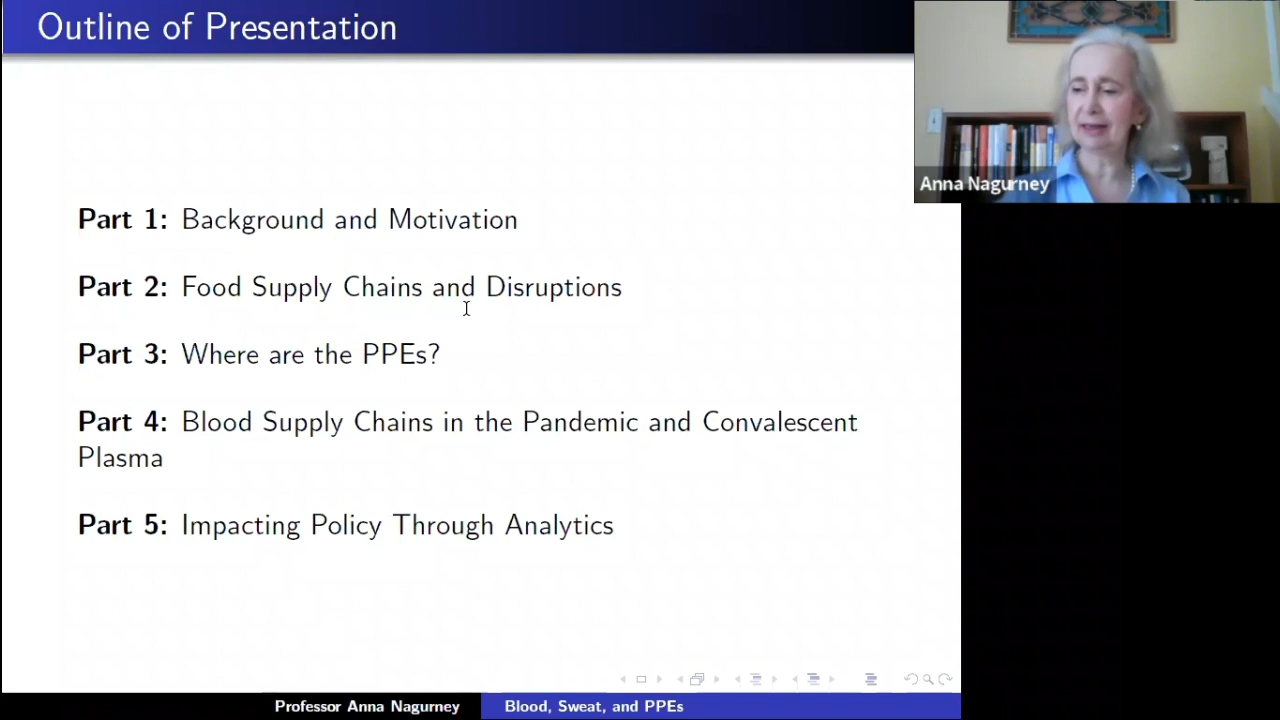 Outline of Presentation
Anna Nagurney
Part 1: Background and Motivation
Part 2: Food Supply Chains and Disruptions
Part 3: Where are the PPEs?
Part 4: Blood Supply Chains in the Pandemic and Convalescent
Plasma
Part 5: Impacting Policy Through Analytics
Professor Anna Nagurney
Blood, Sweat, and PPEs